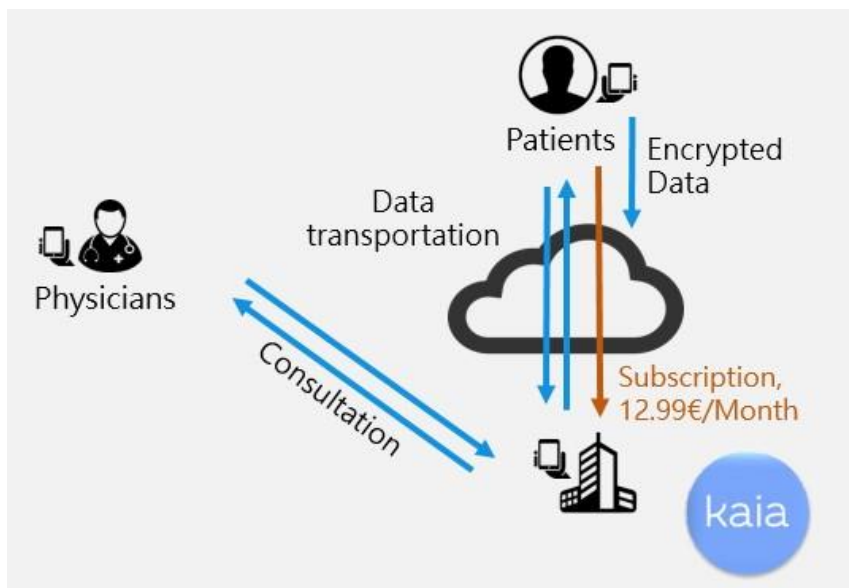 Patients
Encrypted
Data
Data
transportation
Physicians
Consultation
Subscription,
12.99€/Month
kaia